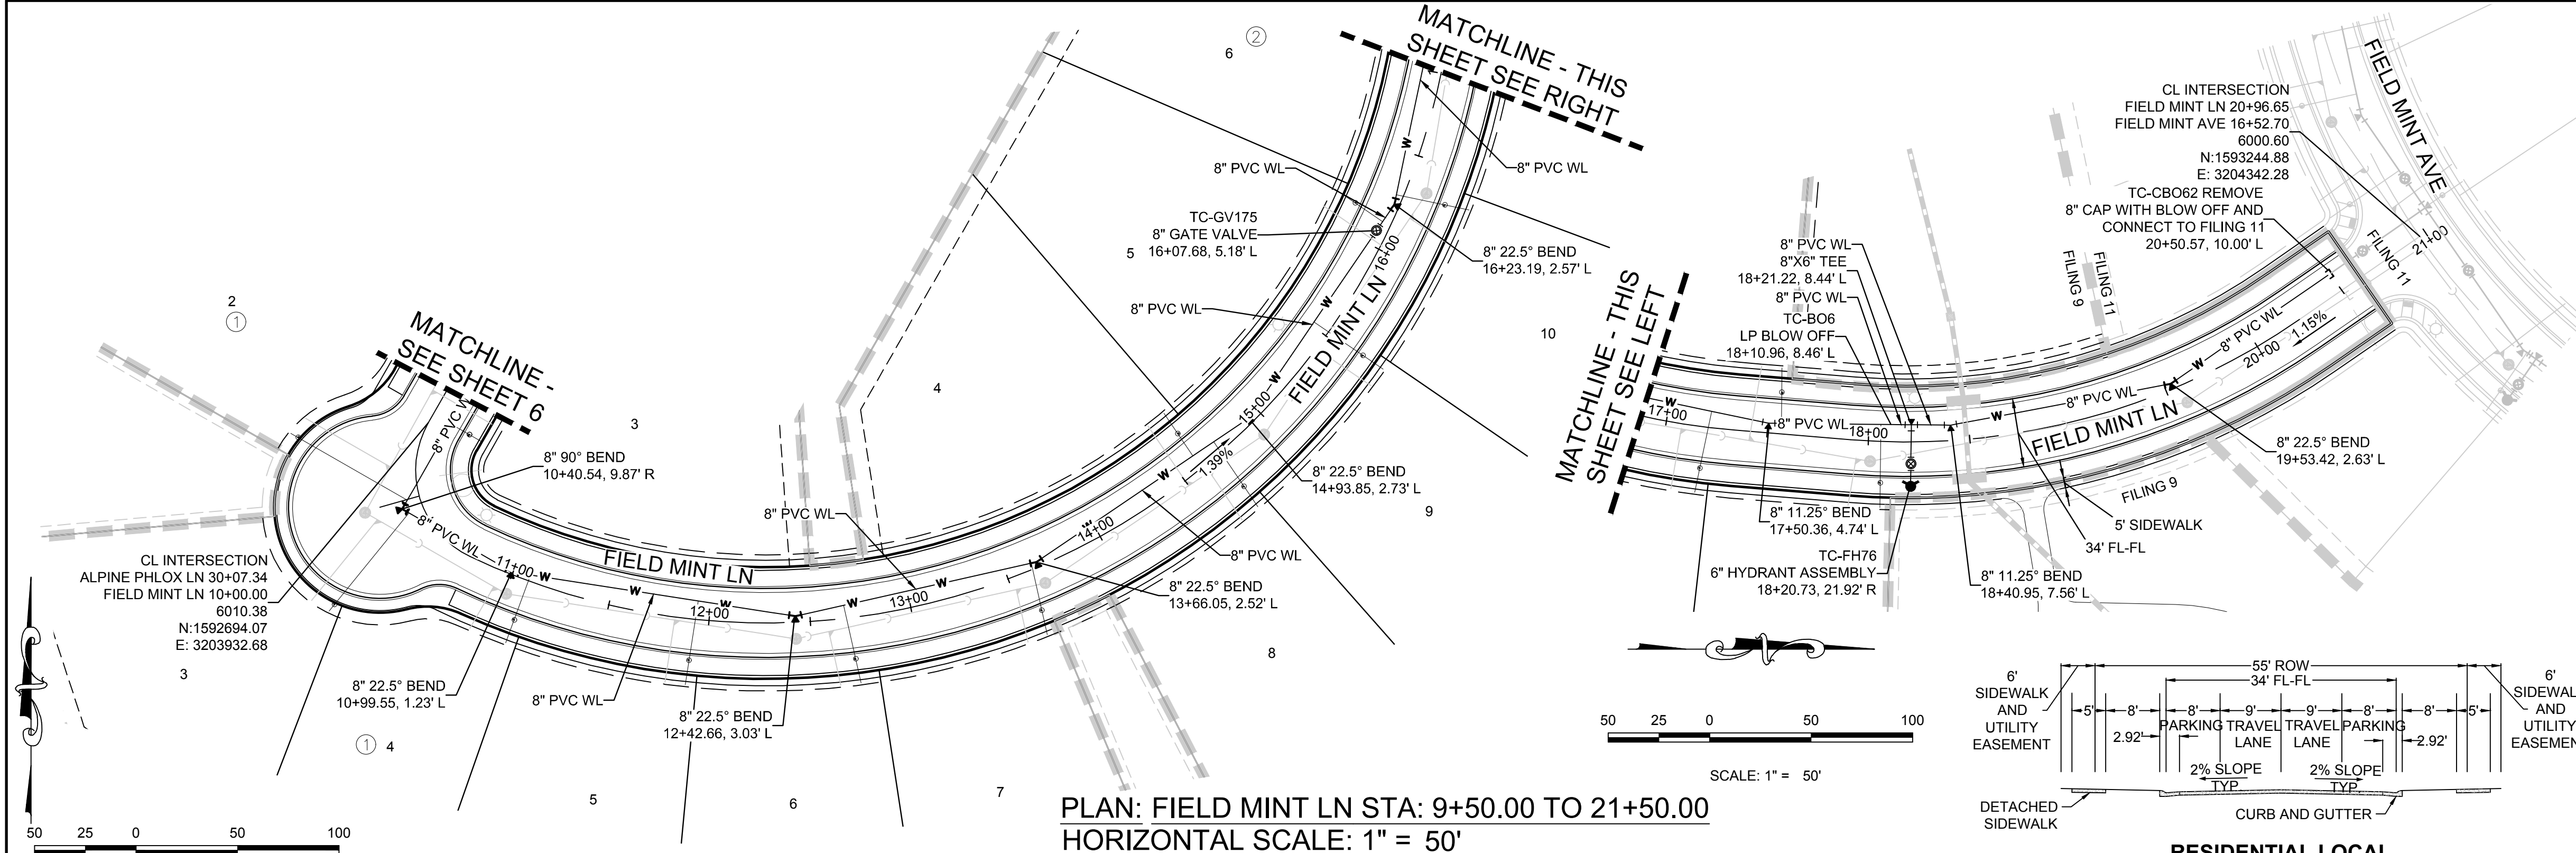 MATCHLINE - THIS
SHEET SEE RIGHT
6
②
8" PVC WL
8" PVC WL
TC-GV175
8" GATE VALVE
16+07.68, 5.18' L
5
16+00
8" 22.5° BEND
16+23.19, 2.57' L
W
8" PVC WL
W
FIELD MINT LN
10
2
①
MATCHLINE -
SEE SHEET 6
8" PVC W
3
4
W
15+00
8" 90° BEND
10+40.54, 9.87' R
1.39%
W
8" 22.5° BEND
14+93.85, 2.73' L
8" PVC WL
8" PVC WL
W
14+00
9
8" PVC WL
CL INTERSECTION
ALPINE PHLOX LN 30+07.34
FIELD MINT LN 10+00.00
6010.38
N:1592694.07
E: 3203932.68
11+00
W
FIELD MINT LN
W
W
12+00
W
13+00
W
8" 22.5° BEND
13+66.05, 2.52' L
3
8" 22.5° BEND
10+99.55, 1.23' L
8" PVC WL
8" 22.5° BEND
12+42.66, 3.03' L
8
① 4
5
6
7
50 25 0 50 100
CL INTERSECTION
FIELD MINT LN 20+96.65
FIELD MINT AVE 16+52.70
6000.60
N:1593244.88
E: 3204342.28
TC-CBO62 REMOVE
8" CAP WITH BLOW OFF AND
CONNECT TO FILING 11
20+50.57, 10.00' L
FIELD MINT AVE
21+00
FILING 11
FILING 9
FILING 11
MATCHLINE - THIS
SHEET SEE LEFT
8" PVC WL
8"X6" TEE
18+21.22, 8.44' L
8" PVC WL
TC-BO6
LP BLOW OFF
18+10.96, 8.46' L
W
17+00
8" PVC WL
18+00
W
8" PVC WL
W
8" PVC WL
1.15%
20+00
FIELD MINT LN
8" 22.5° BEND
19+53.42, 2.63' L
8" 11.25° BEND
17+50.36, 4.74' L
FILING 9
5' SIDEWALK
34' FL-FL
TC-FH76
6" HYDRANT ASSEMBLY
18+20.73, 21.92' R
8" 11.25° BEND
18+40.95, 7.56' L
50 25 0 50 100
SCALE: 1" = 50'
55' ROW
34' FL-FL
6'
SIDEWALK
AND
UTILITY
EASEMENT
5' 8' 8' 9' 9' 8' 8' 5'
PARKING TRAVEL TRAVEL PARKING
LANE LANE
2.92' 2.92'
6'
SIDEWAL
AND
UTILITY
EASEMEN
2% SLOPE 2% SLOPE
TYP. TYP.
DETACHED
SIDEWALK
CURB AND GUTTER
RESIDENTIAL LOCAL
PLAN: FIELD MINT LN STA: 9+50.00 TO 21+50.00
HORIZONTAL SCALE: 1" = 50'